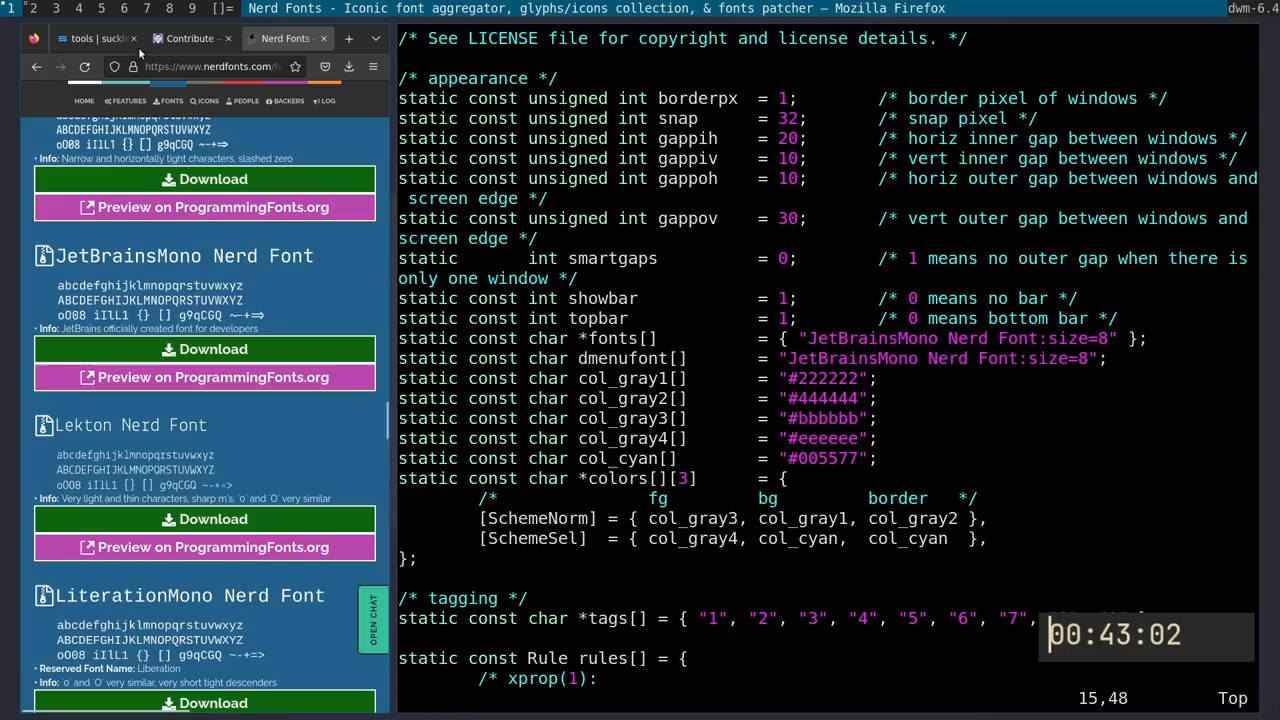 1 2 3 4 5 6 7 8 9 []= Nerd Fonts - Iconic font aggregator, glyphs/icons collection, & fonts patcher — Mozilla Firefox dwm-6.4
tools | suckle
Contribute —
Nerd Fonts -
https://www.nerdfonts.com/fo
HOME FEATURES FONTS ICONS PEOPLE BACKERS LOG
ABCDEFGHIJKLMNOPQRSTUVWXYZ
oO08 iIlL1 {} [] g9qCGQ ~-+=>
• Info: Narrow and horizontally tight characters, slashed zero
Download
Preview on ProgrammingFonts.org
JetBrainsMono Nerd Font
abcdefghijklmnopqrstuvwxyz
ABCDEFGHIJKLMNOPQRSTUVWXYZ
oO08 iIlL1 {} [] g9qCGQ ~-+=>
• Info: JetBrains officially created font for developers
Download
Preview on ProgrammingFonts.org
Lekton Nerd Font
abcdefghijklmnopqrstuvwxyz
ABCDEFGHIJKLMNOPQRSTUVWXYZ
oO08 iIlL1 {} [] g9qCGQ ~-+=>
• Info: Very light and thin characters, sharp m's, 'o' and 'O' very similar
Download
Preview on ProgrammingFonts.org
LiterationMono Nerd Font
abcdefghijklmnopqrstuvwxyz
ABCDEFGHIJKLMNOPQRSTUVWXYZ
oO08 iIlL1 {} [] g9qCGQ ~-+=>
• Reserved Font Name: Liberation
• Info: 'o' and 'O' very similar, very short tight descenders
Download
OPEN CHAT
/* See LICENSE file for copyright and license details. */
/* appearance */
static const unsigned int borderpx  = 1;        /* border pixel of windows */
static const unsigned int snap      = 32;       /* snap pixel */
static const unsigned int gappih    = 20;       /* horiz inner gap between windows */
static const unsigned int gappiv    = 10;       /* vert inner gap between windows */
static const unsigned int gappoh    = 10;       /* horiz outer gap between windows and
 screen edge */
static const unsigned int gappov    = 30;       /* vert outer gap between windows and
screen edge */
static       int smartgaps          = 0;        /* 1 means no outer gap when there is
only one window */
static const int showbar            = 1;        /* 0 means no bar */
static const int topbar             = 1;        /* 0 means bottom bar */
static const char *fonts[]          = { "JetBrainsMono Nerd Font:size=8" };
static const char dmenufont[]       = "JetBrainsMono Nerd Font:size=8";
static const char col_gray1[]       = "#222222";
static const char col_gray2[]       = "#444444";
static const char col_gray3[]       = "#bbbbbb";
static const char col_gray4[]       = "#eeeeee";
static const char col_cyan[]        = "#005577";
static const char *colors[][3]      = {
        /*               fg         bg         border   */
        [SchemeNorm] = { col_gray3, col_gray1, col_gray2 },
        [SchemeSel]  = { col_gray4, col_cyan,  col_cyan  },
};
/* tagging */
static const char *tags[] = { "1", "2", "3", "4", "5", "6", "7",
static const Rule rules[] = {
        /* xprop(1):
15,48 Top
00:43:02